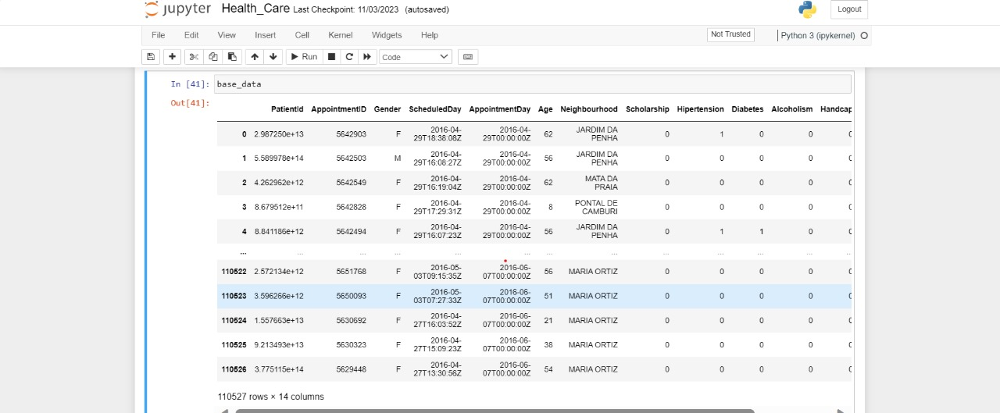 jupyter Health_Care Last Checkpoint: 11/03/2023 (autosaved)
Logout
File Edit View Insert Cell Kernel Widgets Help
Not Trusted
Python 3 (ipykernel)
Run
Code
In [41]: base_data
Out[41]:
PatientId AppointmentID Gender ScheduledDay AppointmentDay Age Neighbourhood Scholarship Hipertension Diabetes Alcoholism Handcap
0 2.987250e+13 5642903 F 2016-04-29T18:38:08Z 2016-04-29T00:00:00Z 62 JARDIM DA PENHA 0 1 0 0 0
1 5.589978e+14 5642503 M 2016-04-29T16:08:27Z 2016-04-29T00:00:00Z 56 JARDIM DA PENHA 0 0 0 0 0
2 4.262962e+12 5642549 F 2016-04-29T16:19:04Z 2016-04-29T00:00:00Z 62 MATA DA PRAIA 0 0 0 0 0
3 8.679512e+11 5642828 F 2016-04-29T17:29:31Z 2016-04-29T00:00:00Z 8 PONTAL DE CAMBURI 0 0 0 0 0
4 8.841186e+12 5642494 F 2016-04-29T16:07:23Z 2016-04-29T00:00:00Z 56 JARDIM DA PENHA 0 1 1 0 0
... ... ... ... ... ... ... ... ... ... ... ... ...
110522 2.572134e+12 5651768 F 2016-05-03T09:15:35Z 2016-06-07T00:00:00Z 56 MARIA ORTIZ 0 0 0 0 0
110523 3.596266e+12 5650093 F 2016-05-03T07:27:33Z 2016-06-07T00:00:00Z 51 MARIA ORTIZ 0 0 0 0 0
110524 1.557663e+13 5630692 F 2016-04-27T16:03:52Z 2016-06-07T00:00:00Z 21 MARIA ORTIZ 0 0 0 0 0
110525 9.213493e+13 5630323 F 2016-04-27T15:09:23Z 2016-06-07T00:00:00Z 38 MARIA ORTIZ 0 0 0 0 0
110526 3.775115e+14 5629448 F 2016-04-27T13:30:56Z 2016-06-07T00:00:00Z 54 MARIA ORTIZ 0 0 0 0 0
110527 rows × 14 columns